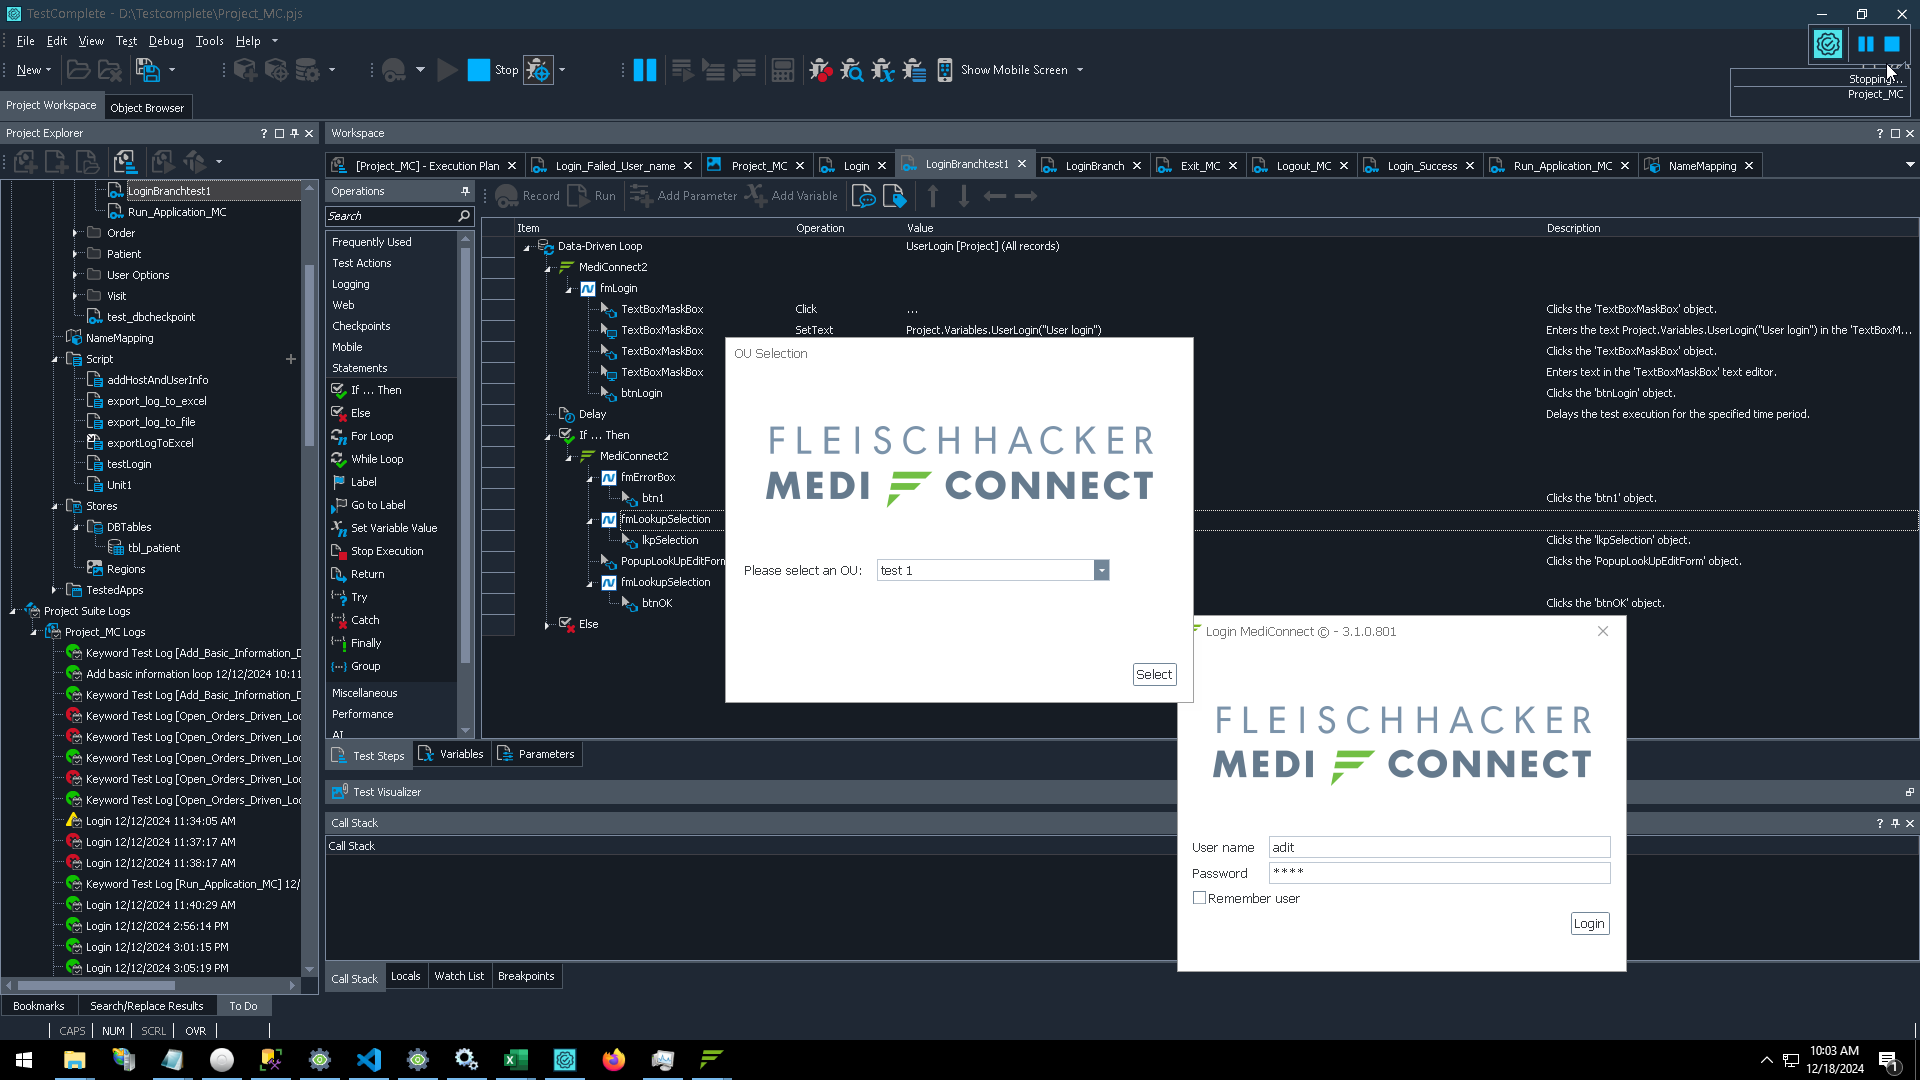 TestComplete - D:\Testcomplete\Project_MC.pjs
File Edit View Test Debug Tools Help
New Stop Show Mobile Screen
Stopping...
Project_MC
Project Workspace Object Browser
Project Explorer ?
Workspace ?
[Project_MC] - Execution Plan Login_Failed_User_name Project_MC Login LoginBranchtest1 LoginBranch Exit_MC Logout_MC Login_Success Run_Application_MC NameMapping
LoginBranchtest1
Run_Application_MC
Order
Patient
User Options
Visit
test_dbcheckpoint
NameMapping
Script
addHostAndUserInfo
export_log_to_excel
export_log_to_file
exportLogToExcel
testLogin
Unit1
Stores
DBTables
tbl_patient
Regions
TestedApps
Project Suite Logs
Project_MC Logs
Keyword Test Log [Add_Basic_Information_D
Add basic information loop 12/12/2024 10:11
Keyword Test Log [Add_Basic_Information_D
Keyword Test Log [Open_Orders_Driven_Loo
Keyword Test Log [Open_Orders_Driven_Loo
Keyword Test Log [Open_Orders_Driven_Loo
Keyword Test Log [Open_Orders_Driven_Loo
Keyword Test Log [Open_Orders_Driven_Loo
Login 12/12/2024 11:34:05 AM
Login 12/12/2024 11:37:17 AM
Login 12/12/2024 11:38:17 AM
Keyword Test Log [Run_Application_MC] 12/
Login 12/12/2024 11:40:29 AM
Login 12/12/2024 2:56:14 PM
Login 12/12/2024 3:01:15 PM
Login 12/12/2024 3:05:19 PM
Bookmarks Search/Replace Results To Do
CAPS NUM SCRL OVR
Operations
Search
Frequently Used
Test Actions
Logging
Web
Checkpoints
Mobile
Statements
If ... Then
Else
For Loop
While Loop
Label
Go to Label
Set Variable Value
Stop Execution
Return
Try
Catch
Finally
Group
Miscellaneous
Performance
AI
Record Run Add Parameter Add Variable
Item Operation Value Description
Data-Driven Loop UserLogin [Project] (All records)
MediConnect2
fmLogin
TextBoxMaskBox Click ... Clicks the 'TextBoxMaskBox' object.
TextBoxMaskBox SetText Project.Variables.UserLogin("User login") Enters the text Project.Variables.UserLogin("User login") in the 'TextBoxM...
TextBoxMaskBox Clicks the 'TextBoxMaskBox' object.
TextBoxMaskBox Enters text in the 'TextBoxMaskBox' text editor.
btnLogin Clicks the 'btnLogin' object.
Delay Delays the test execution for the specified time period.
If ... Then
MediConnect2
fmErrorBox
btn1 Clicks the 'btn1' object.
fmLookupSelection
lkpSelection Clicks the 'lkpSelection' object.
PopupLookUpEditForm Clicks the 'PopupLookUpEditForm' object.
fmLookupSelection
btnOK Clicks the 'btnOK' object.
Else
OU Selection
FLEISCHHACKER
MEDI CONNECT
Please select an OU: test 1
Select
Login MediConnect © - 3.1.0.801
FLEISCHHACKER
MEDI CONNECT
User name adit
Password ****
Remember user
Login
Test Steps Variables Parameters
Test Visualizer
Call Stack ?
Call Stack
Call Stack Locals Watch List Breakpoints
10:03 AM
12/18/2024
1